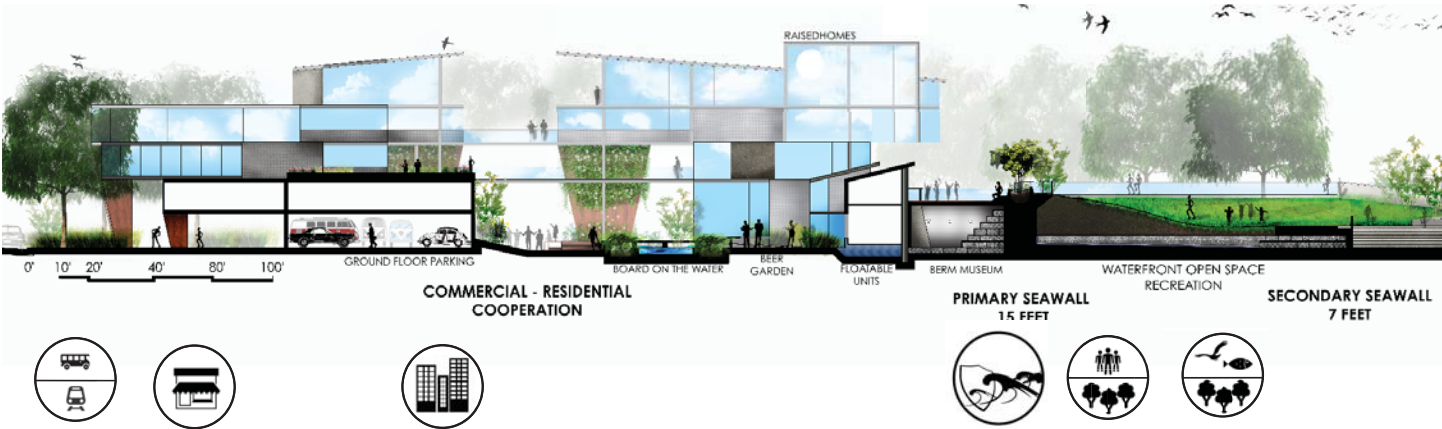 RAISEDHOMES
0' 10' 20' 40' 80' 100'
GROUND FLOOR PARKING
BOARD ON THE WATER
BEER
GARDEN
FLOATABLE
UNITS
BERM MUSEUM
WATERFRONT OPEN SPACE
RECREATION
COMMERCIAL - RESIDENTIAL
COOPERATION
PRIMARY SEAWALL
15 FEET
SECONDARY SEAWALL
7 FEET